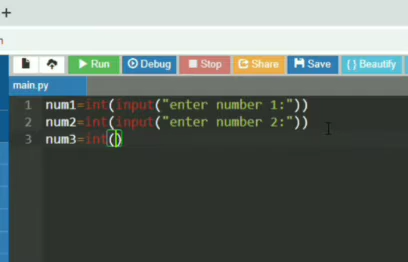 Run Debug Stop Share Save { } Beautify
main.py
1 num1=int(input("enter number 1:"))
2 num2=int(input("enter number 2:"))
3 num3=int()